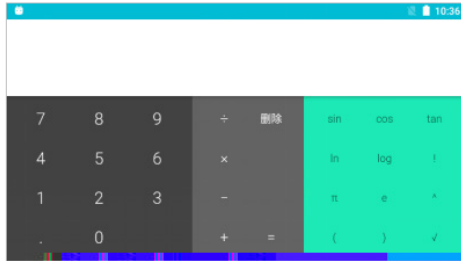 10:36
7 8 9 ÷ 删除 sin cos tan
4 5 6 × ln log !
1 2 3 − π e ^
. 0 + = ( ) √